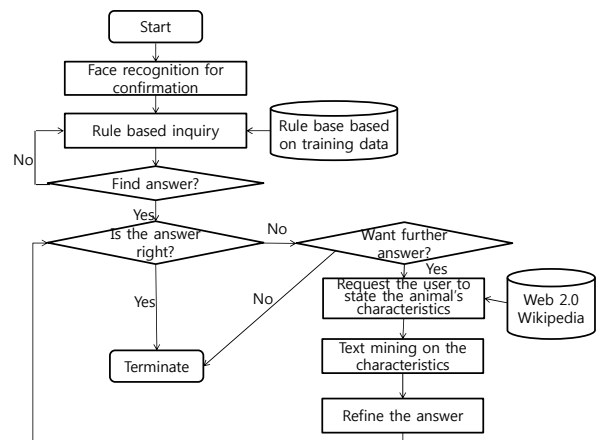 Start
Face recognition for
confirmation
Rule based inquiry
Rule base based
on training data
No
Find answer?
Yes
Is the answer
right?
No
Want further
answer?
Yes
Request the user to
state the animal's
characteristics
Web 2.0
Wikipedia
Yes
No
Text mining on the
characteristics
Terminate
Refine the answer